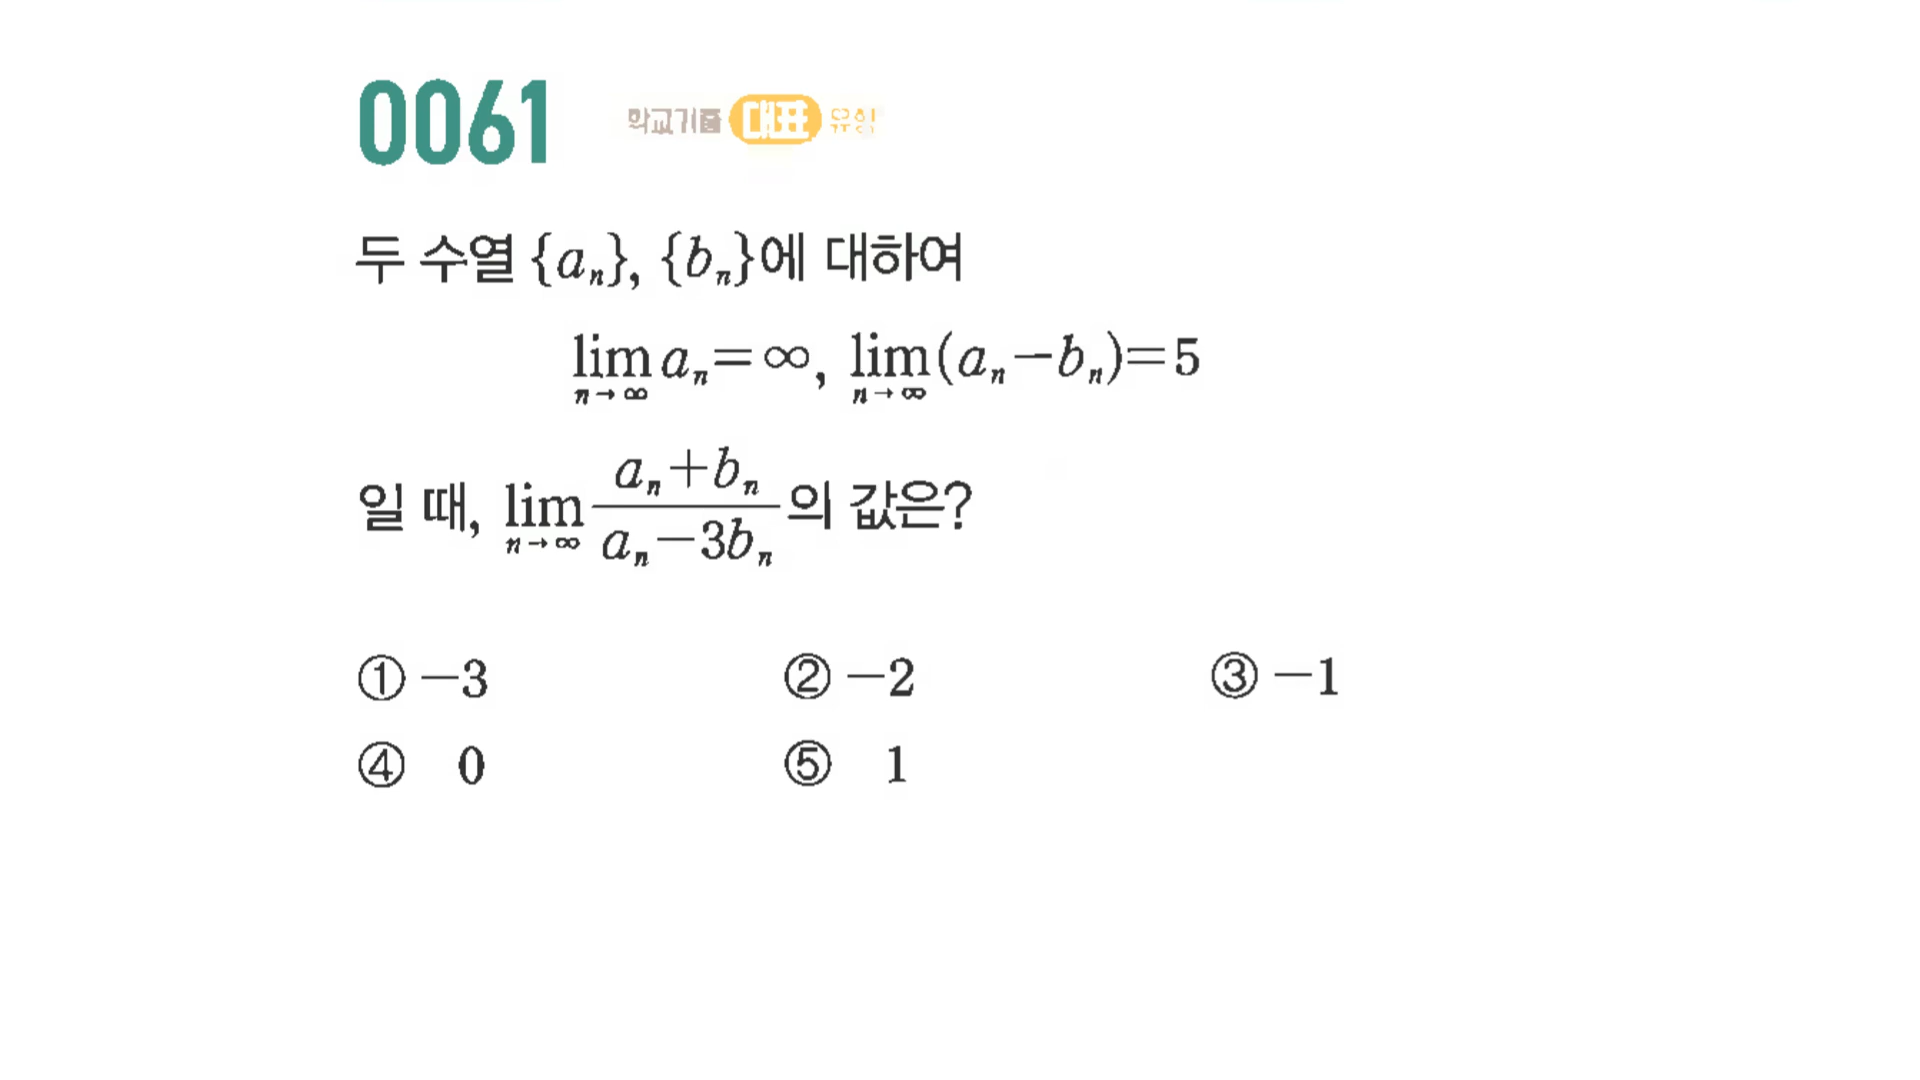 0061 학교기출 대표 유형
두 수열 {aₙ}, {bₙ}에 대하여
lim_{n→∞} aₙ=∞, lim_{n→∞}(aₙ−bₙ)=5
일 때, lim_{n→∞} (aₙ+bₙ)/(aₙ−3bₙ)의 값은?
① −3 ② −2 ③ −1
④ 0 ⑤ 1